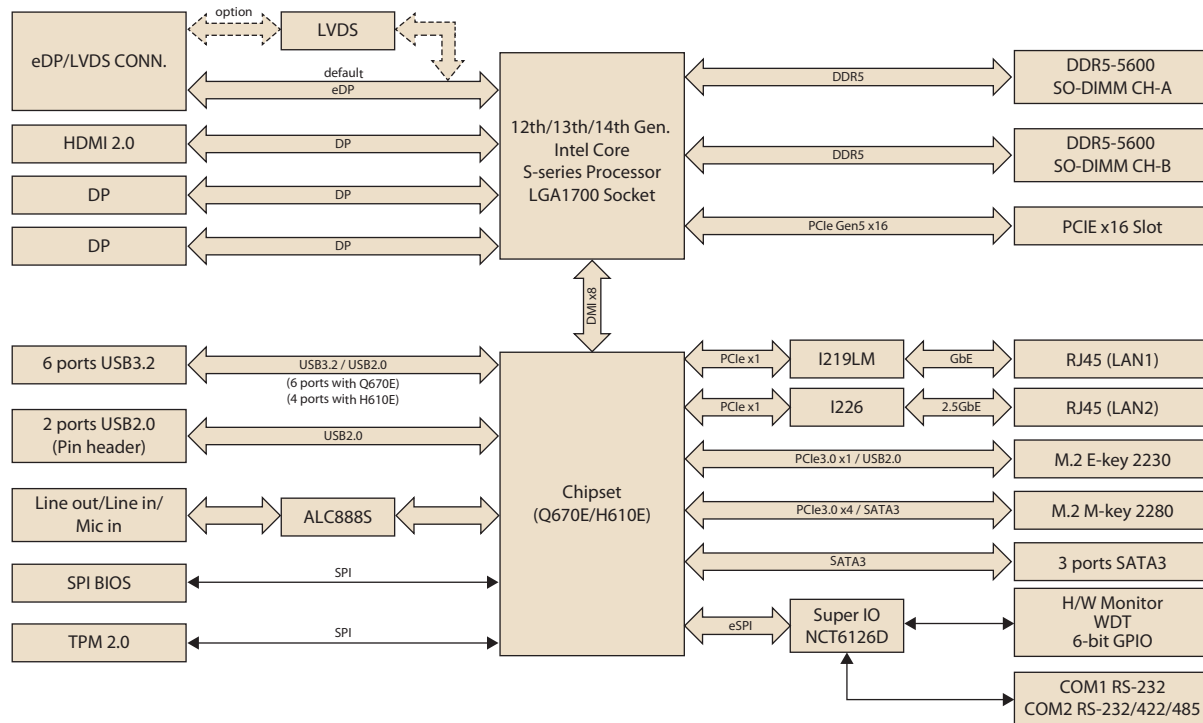 option
LVDS
eDP/LVDS CONN.
default
eDP
HDMI 2.0
DP
DP
DP
DP
DP
12th/13th/14th Gen.
Intel Core
S-series Processor
LGA1700 Socket
DDR5
DDR5-5600
SO-DIMM CH-A
DDR5
DDR5-5600
SO-DIMM CH-B
PCIe Gen5 x16
PCIE x16 Slot
DMI x8
6 ports USB3.2
USB3.2 / USB2.0
(6 ports with Q670E)
(4 ports with H610E)
2 ports USB2.0
(Pin header)
USB2.0
Line out/Line in/
Mic in
ALC888S
SPI BIOS
SPI
TPM 2.0
SPI
Chipset
(Q670E/H610E)
PCIe x1
I219LM
GbE
RJ45 (LAN1)
PCIe x1
I226
2.5GbE
RJ45 (LAN2)
PCIe3.0 x1 / USB2.0
M.2 E-key 2230
PCIe3.0 x4 / SATA3
M.2 M-key 2280
SATA3
3 ports SATA3
eSPI
Super IO
NCT6126D
H/W Monitor
WDT
6-bit GPIO
COM1 RS-232
COM2 RS-232/422/485